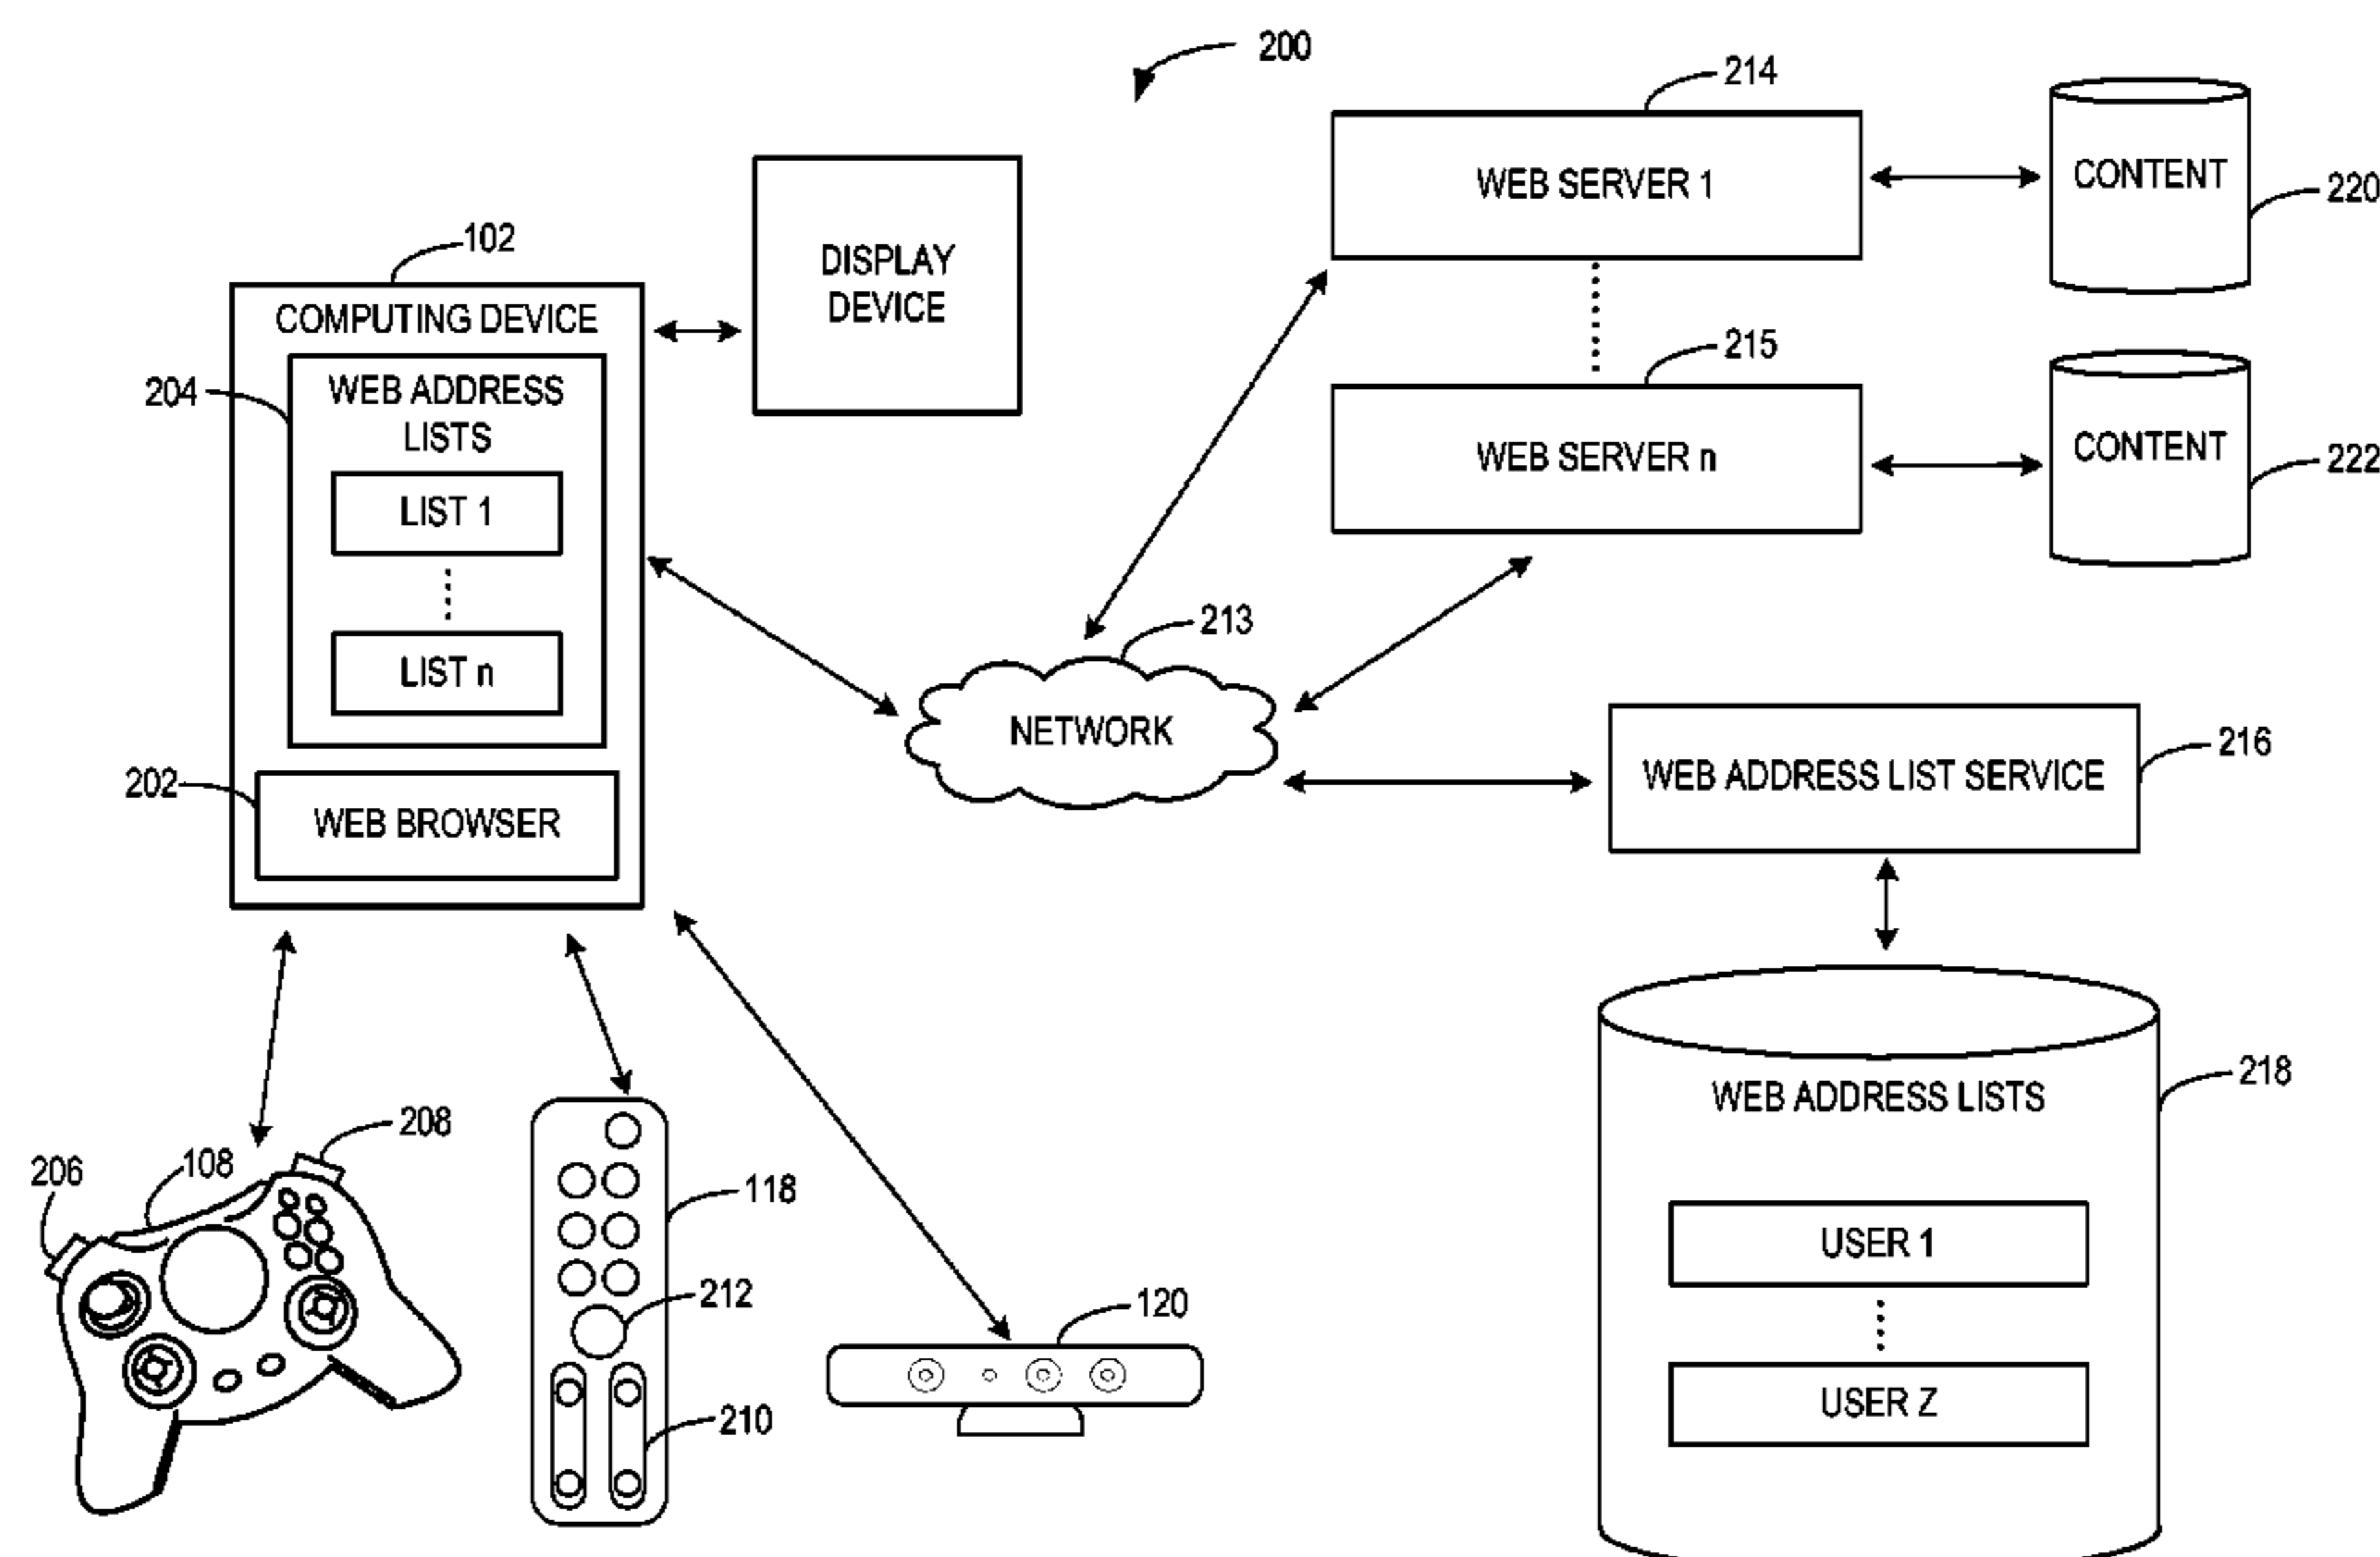 200
214
WEB SERVER 1
CONTENT
220
102
COMPUTING DEVICE
DISPLAY
DEVICE
204
WEB ADDRESS
LISTS
LIST 1
LIST n
215
WEB SERVER n
CONTENT
222
213
NETWORK
202
WEB BROWSER
216
WEB ADDRESS LIST SERVICE
218
WEB ADDRESS LISTS
USER 1
USER Z
206
108
208
118
212
210
120